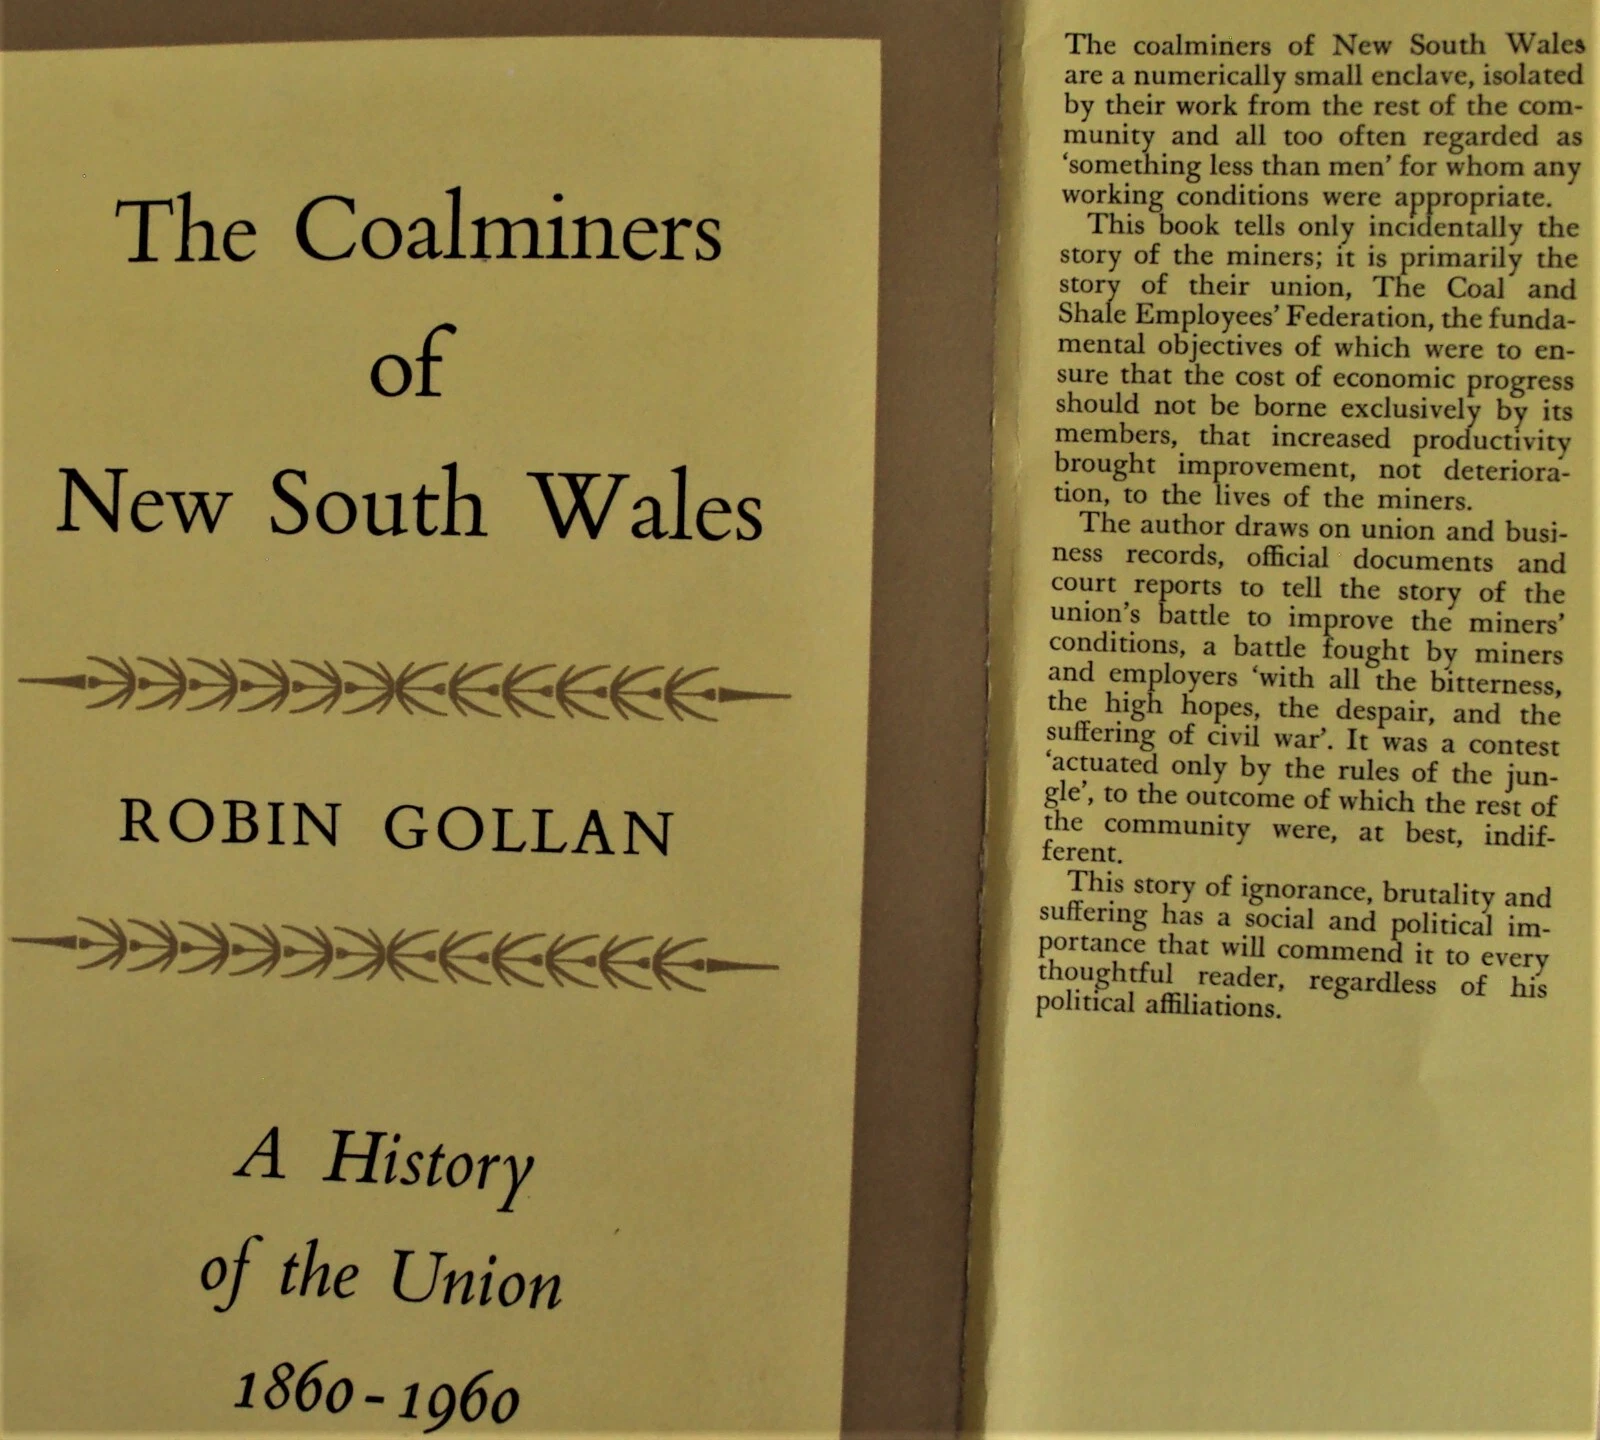 The Coalminers
of
New South Wales
ROBIN GOLLAN
A History
of the Union
1860-1960
The coalminers of New South Wales
are a numerically small enclave, isolated
by their work from the rest of the com-
munity and all too often regarded as
‘something less than men’ for whom any
working conditions were appropriate.
This book tells only incidentally the
story of the miners; it is primarily the
story of their union, The Coal and
Shale Employees’ Federation, the funda-
mental objectives of which were to en-
sure that the cost of economic progress
should not be borne exclusively by its
members, that increased productivity
brought improvement, not deteriora-
tion, to the lives of the miners.
The author draws on union and busi-
ness records, official documents and
court reports to tell the story of the
union’s battle to improve the miners’
conditions, a battle fought by miners
and employers ‘with all the bitterness,
the high hopes, the despair, and the
suffering of civil war’. It was a contest
‘actuated only by the rules of the jun-
gle’, to the outcome of which the rest of
the community were, at best, indif-
ferent.
This story of ignorance, brutality and
suffering has a social and political im-
portance that will commend it to every
thoughtful reader, regardless of his
political affiliations.